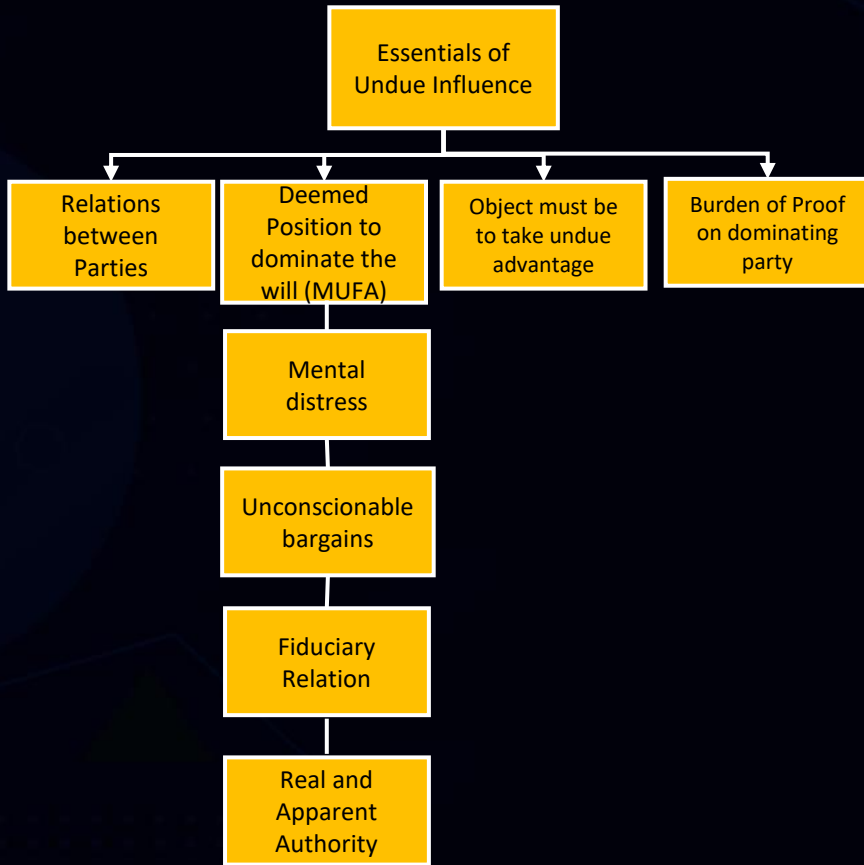 Essentials of
Undue Influence
Relations
between
Parties
Deemed
Position to
dominate the
will (MUFA)
Object must be
to take undue
advantage
Burden of Proof
on dominating
party
Mental
distress
Unconscionable
bargains
Fiduciary
Relation
Real and
Apparent
Authority